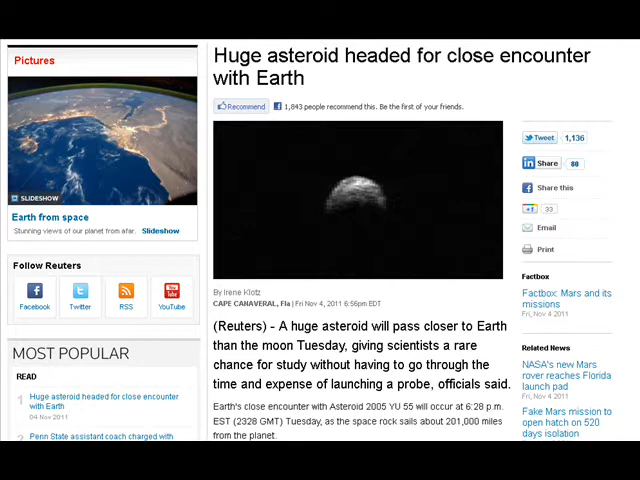 Pictures
SLIDESHOW
Earth from space
Stunning views of our planet from afar. Slideshow
Follow Reuters
Facebook Twitter RSS YouTube
MOST POPULAR
READ
1 Huge asteroid headed for close encounter
with Earth
04 Nov 2011
2 Penn State assistant coach charged with
Huge asteroid headed for close encounter
with Earth
Recommend 1,843 people recommend this. Be the first of your friends.
By Irene Klotz
CAPE CANAVERAL, Fla | Fri Nov 4, 2011 6:56pm EDT
(Reuters) - A huge asteroid will pass closer to Earth
than the moon Tuesday, giving scientists a rare
chance for study without having to go through the
time and expense of launching a probe, officials said.
Earth's close encounter with Asteroid 2005 YU 55 will occur at 6:28 p.m.
EST (2328 GMT) Tuesday, as the space rock sails about 201,000 miles
from the planet.
Tweet 1,136
Share 80
Share this
+1 33
Email
Print
Factbox
Factbox: Mars and its
missions
Fri, Nov 4 2011
Related News
NASA's new Mars
rover reaches Florida
launch pad
Fri, Nov 4 2011
Fake Mars mission to
open hatch on 520
days isolation